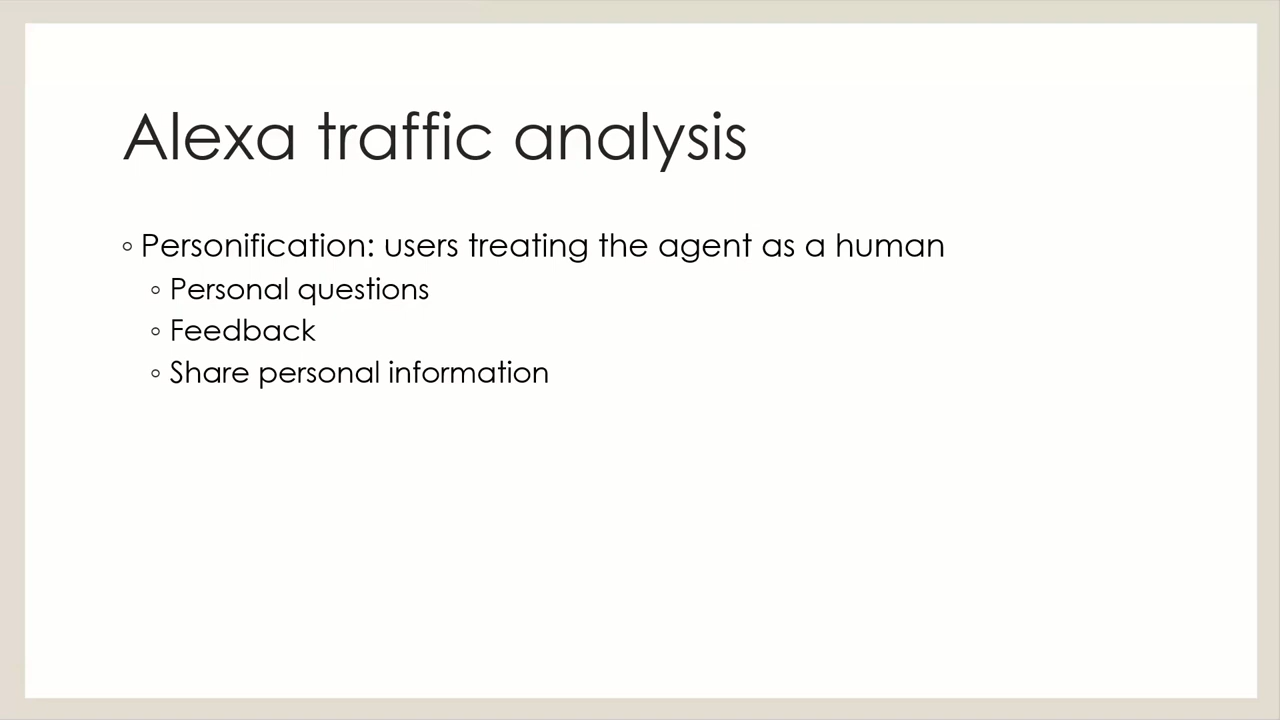 Alexa traffic analysis
◦ Personification: users treating the agent as a human
◦ Personal questions
◦ Feedback
◦ Share personal information